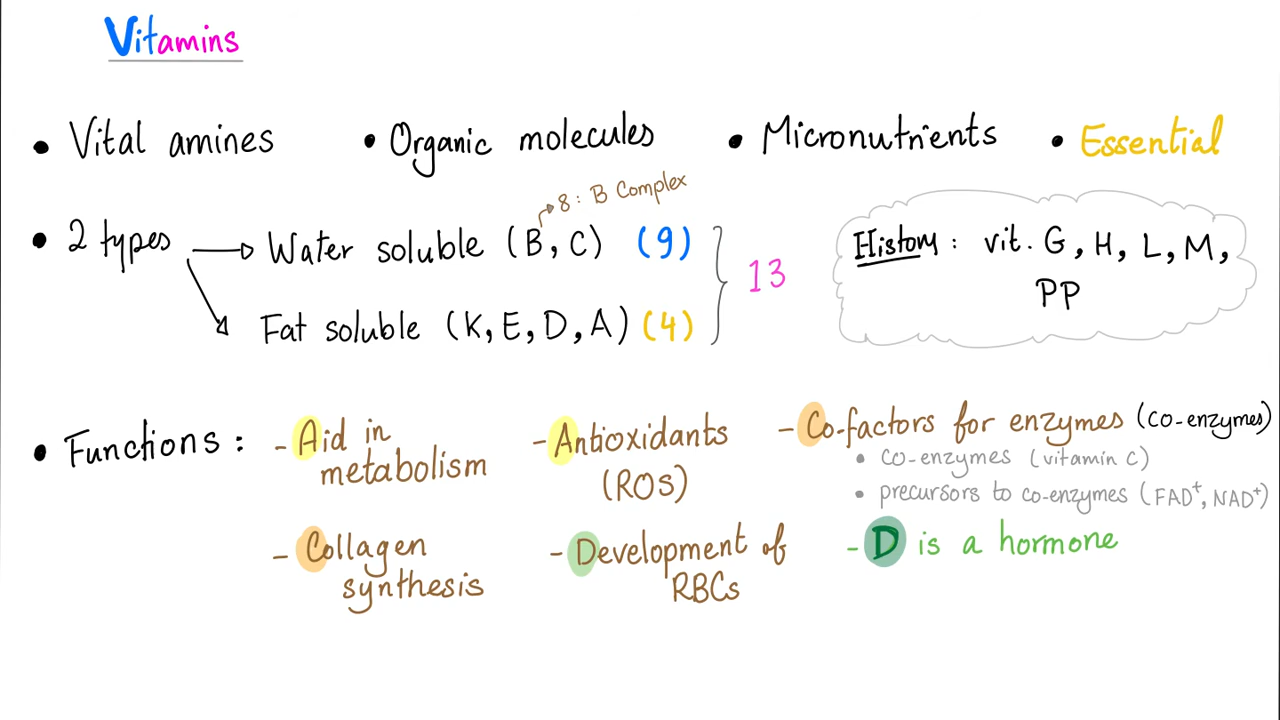 Vitamins
• Vital amines • Organic molecules • Micronutrients • Essential
8: B Complex
• 2 types → Water soluble (B, C) (9)
Fat soluble (K, E, D, A) (4)
13
History: vit. G, H, L, M,
PP
• Functions:
- Aid in
metabolism
- Antioxidants
(ROS)
- Co-factors for enzymes (co-enzymes)
• co-enzymes (vitamin C)
• precursors to co-enzymes (FAD⁺, NAD⁺)
- Collagen
synthesis
- Development of
RBCs
- D is a hormone